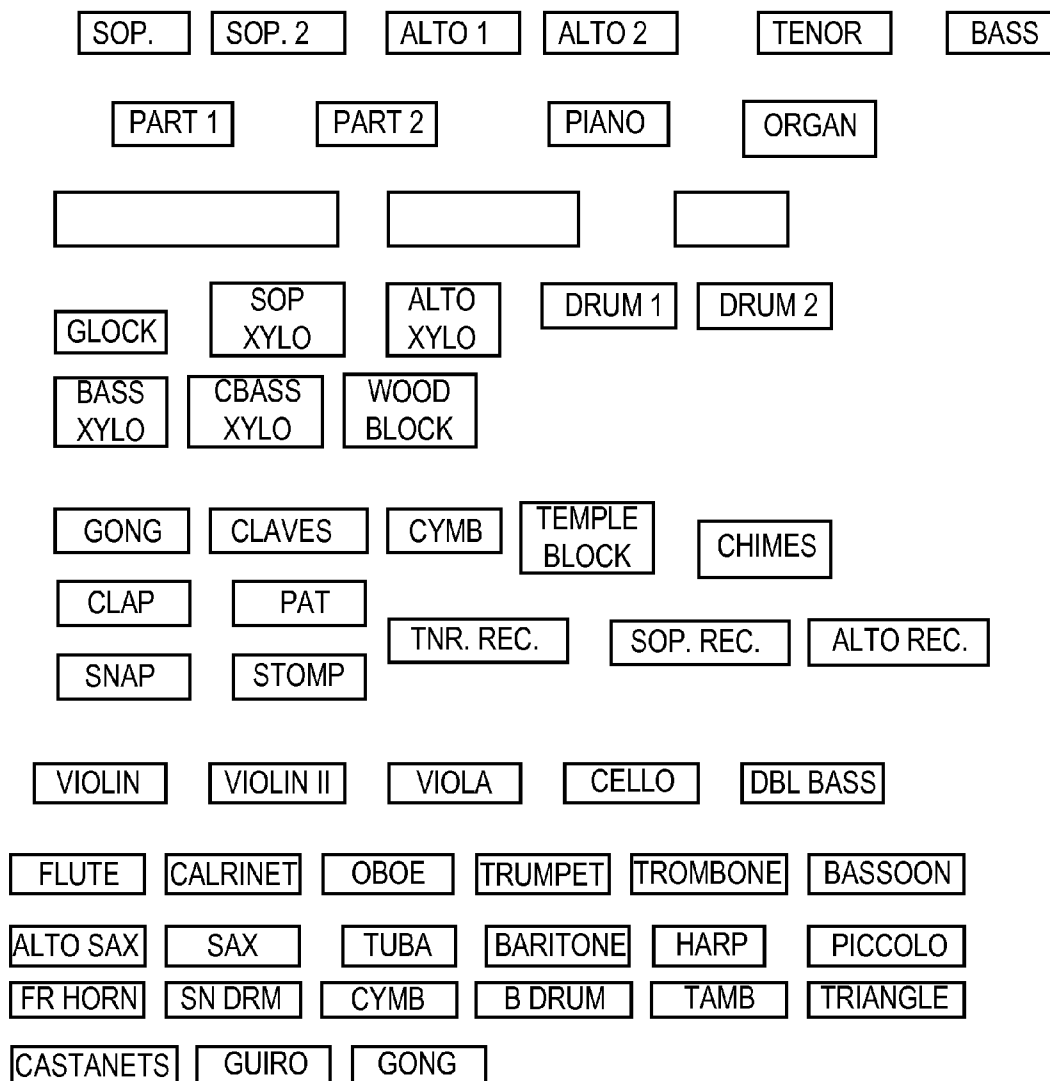 SOP. SOP. 2 ALTO 1 ALTO 2 TENOR BASS
PART 1 PART 2 PIANO ORGAN
GLOCK SOP XYLO ALTO XYLO DRUM 1 DRUM 2
BASS XYLO CBASS XYLO WOOD BLOCK
GONG CLAVES CYMB TEMPLE BLOCK CHIMES
CLAP PAT
TNR. REC. SOP. REC. ALTO REC.
SNAP STOMP
VIOLIN VIOLIN II VIOLA CELLO DBL BASS
FLUTE CALRINET OBOE TRUMPET TROMBONE BASSOON
ALTO SAX SAX TUBA BARITONE HARP PICCOLO
FR HORN SN DRM CYMB B DRUM TAMB TRIANGLE
CASTANETS GUIRO GONG